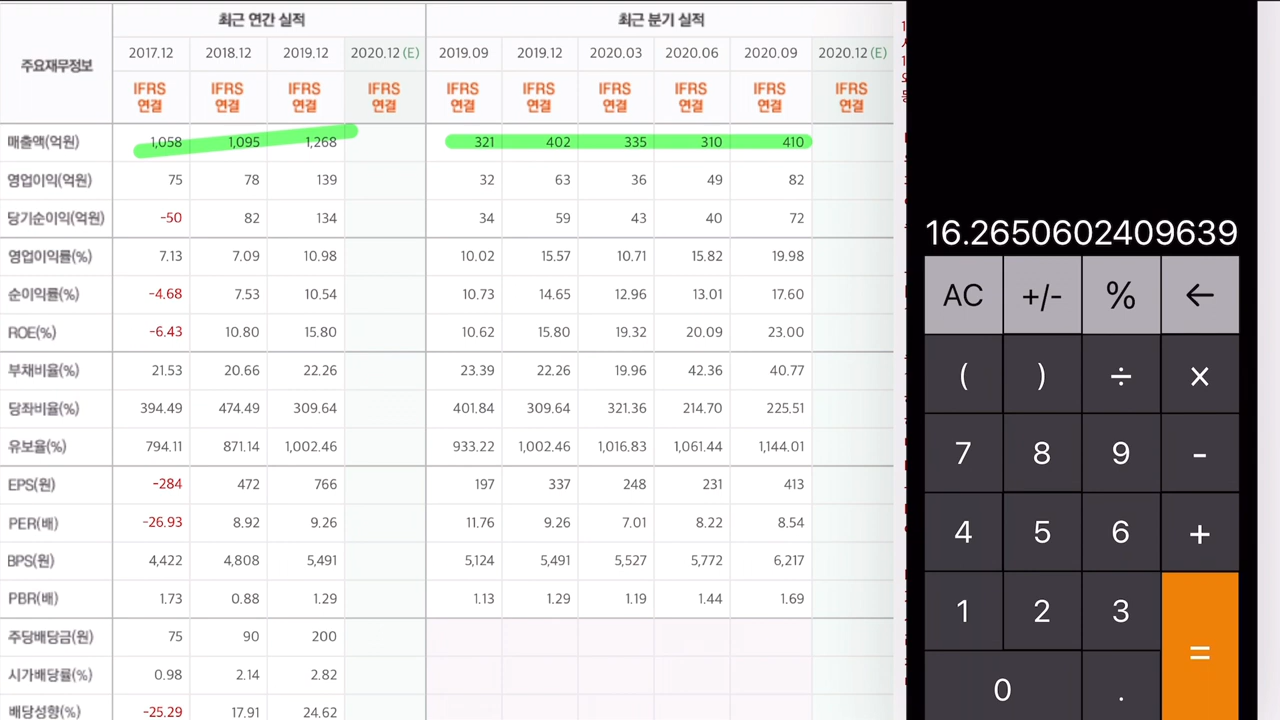 최근 연간 실적 최근 분기 실적
주요재무정보 2017.12 2018.12 2019.12 2020.12 (E) 2019.09 2019.12 2020.03 2020.06 2020.09 2020.12 (E)
IFRS IFRS IFRS IFRS IFRS IFRS IFRS IFRS IFRS IFRS
연결 연결 연결 연결 연결 연결 연결 연결 연결 연결
매출액(억원) 1,058 1,095 1,268 321 402 335 310 410
영업이익(억원) 75 78 139 32 63 36 49 82
당기순이익(억원) -50 82 134 34 59 43 40 72
영업이익률(%) 7.13 7.09 10.98 10.02 15.57 10.71 15.82 19.98
순이익률(%) -4.68 7.53 10.54 10.73 14.65 12.96 13.01 17.60
ROE(%) -6.43 10.80 15.80 10.62 15.80 19.32 20.09 23.00
부채비율(%) 21.53 20.66 22.26 23.39 22.26 19.96 42.36 40.77
당좌비율(%) 394.49 474.49 309.64 401.84 309.64 321.36 214.70 225.51
유보율(%) 794.11 871.14 1,002.46 933.22 1,002.46 1,016.83 1,061.44 1,144.01
EPS(원) -284 472 766 197 337 248 231 413
PER(배) -26.93 8.92 9.26 11.76 9.26 7.01 8.22 8.54
BPS(원) 4,422 4,808 5,491 5,124 5,491 5,527 5,772 6,217
PBR(배) 1.73 0.88 1.29 1.13 1.29 1.19 1.44 1.69
주당배당금(원) 75 90 200
시가배당률(%) 0.98 2.14 2.82
배당성향(%) -25.29 17.91 24.62
16.2650602409639
AC +/- % ←
( ) ÷ ×
7 8 9 -
4 5 6 +
1 2 3 =
0 .